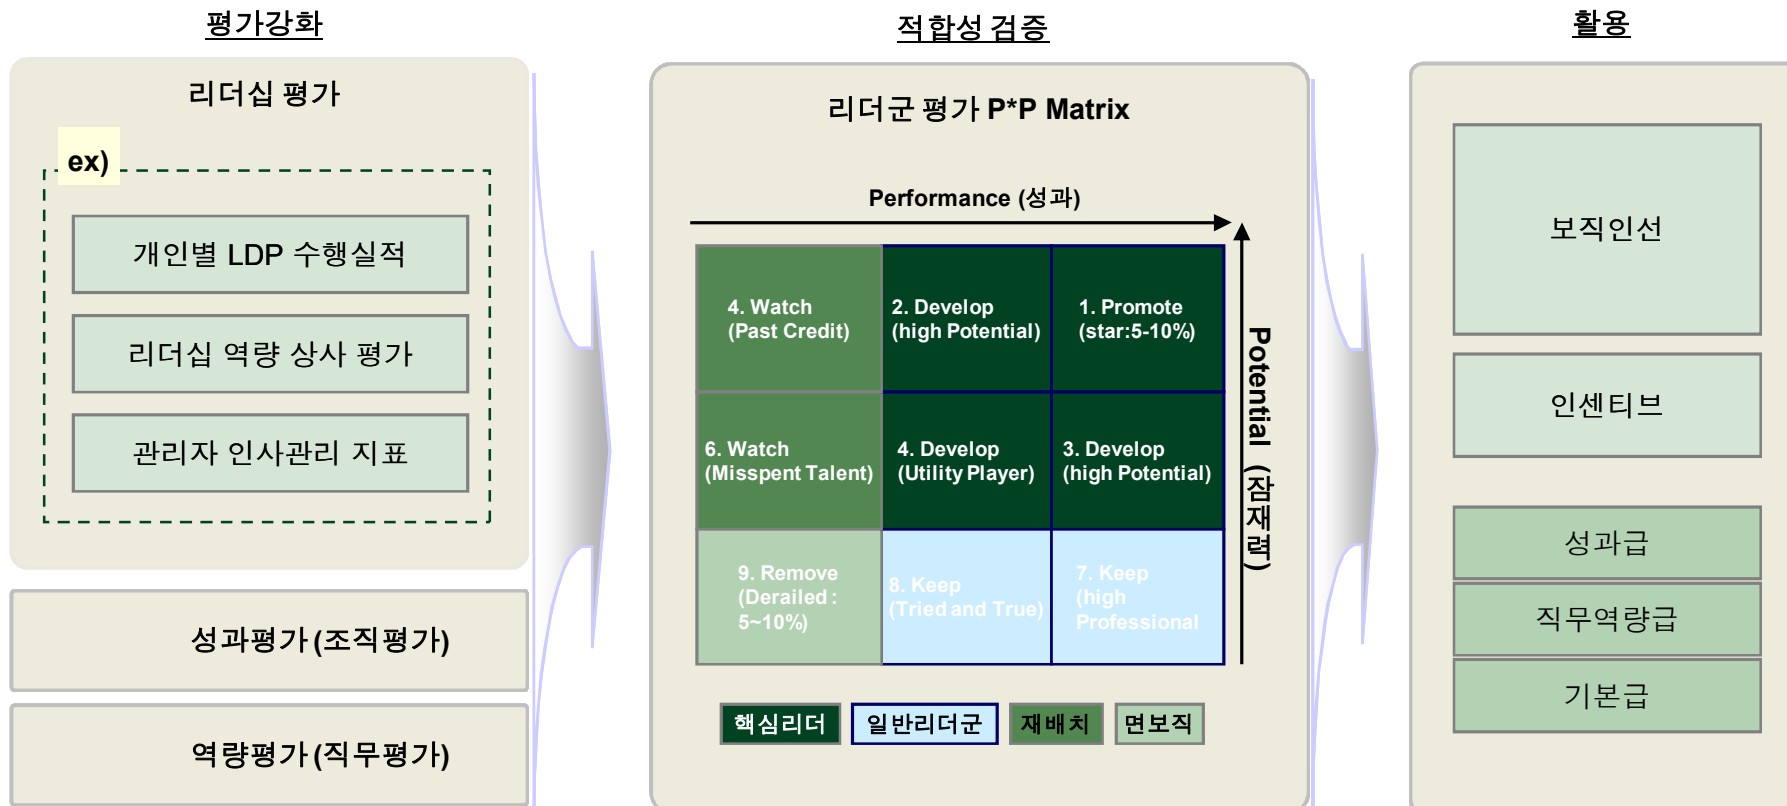 평가강화
리더십 평가
ex)
개인별 LDP 수행실적
리더십 역량 상사 평가
관리자 인사관리 지표
성과평가 (조직평가)
역량평가 (직무평가)
적합성 검증
리더군 평가 P*P Matrix
Performance (성과)
Potential (잠재력)
4. Watch
(Past Credit)
2. Develop
(high Potential)
1. Promote
(star:5-10%)
6. Watch
(Misspent Talent)
4. Develop
(Utility Player)
3. Develop
(high Potential)
9. Remove
(Derailed :
5~10%)
8. Keep
(Tried and True)
7. Keep
(high
Professional
핵심리더
일반리더군
재배치
면보직
활용
보직인선
인센티브
성과급
직무역량급
기본급